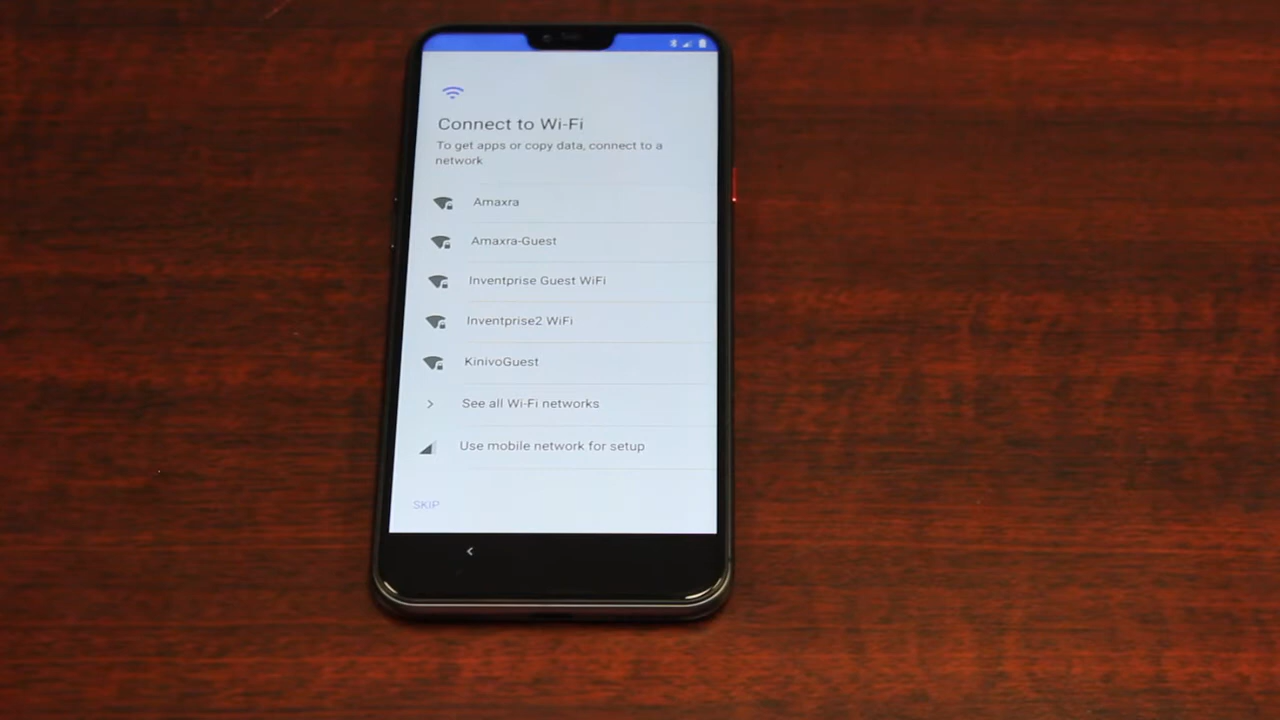 Connect to Wi-Fi
To get apps or copy data, connect to a
network
Amaxra
Amaxra-Guest
Inventprise Guest WiFi
Inventprise2 WiFi
KinivoGuest
See all Wi-Fi networks
Use mobile network for setup
SKIP